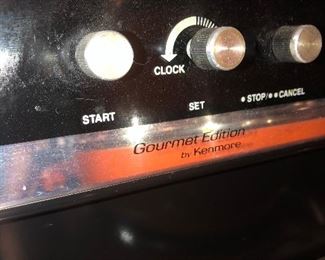 CLOCK
START
SET
• STOP/• • CANCEL
Gourmet Edition
by Kenmore